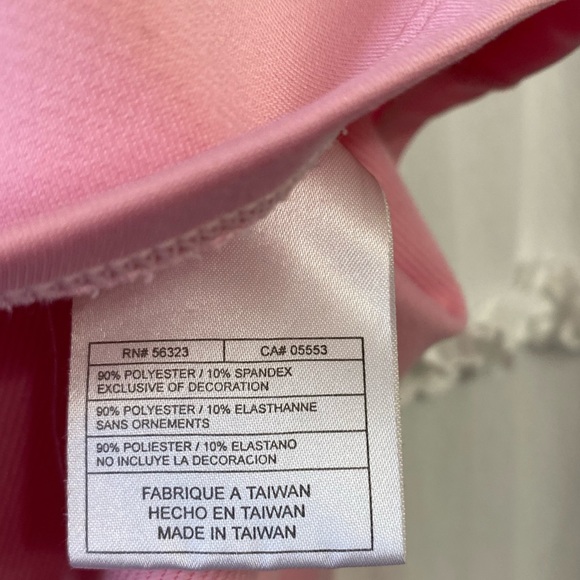 RN# 56323 CA# 05553
90% POLYESTER / 10% SPANDEX
EXCLUSIVE OF DECORATION
90% POLYESTER / 10% ELASTHANNE
SANS ORNEMENTS
90% POLIESTER / 10% ELASTANO
NO INCLUYE LA DECORACION
FABRIQUE A TAIWAN
HECHO EN TAIWAN
MADE IN TAIWAN